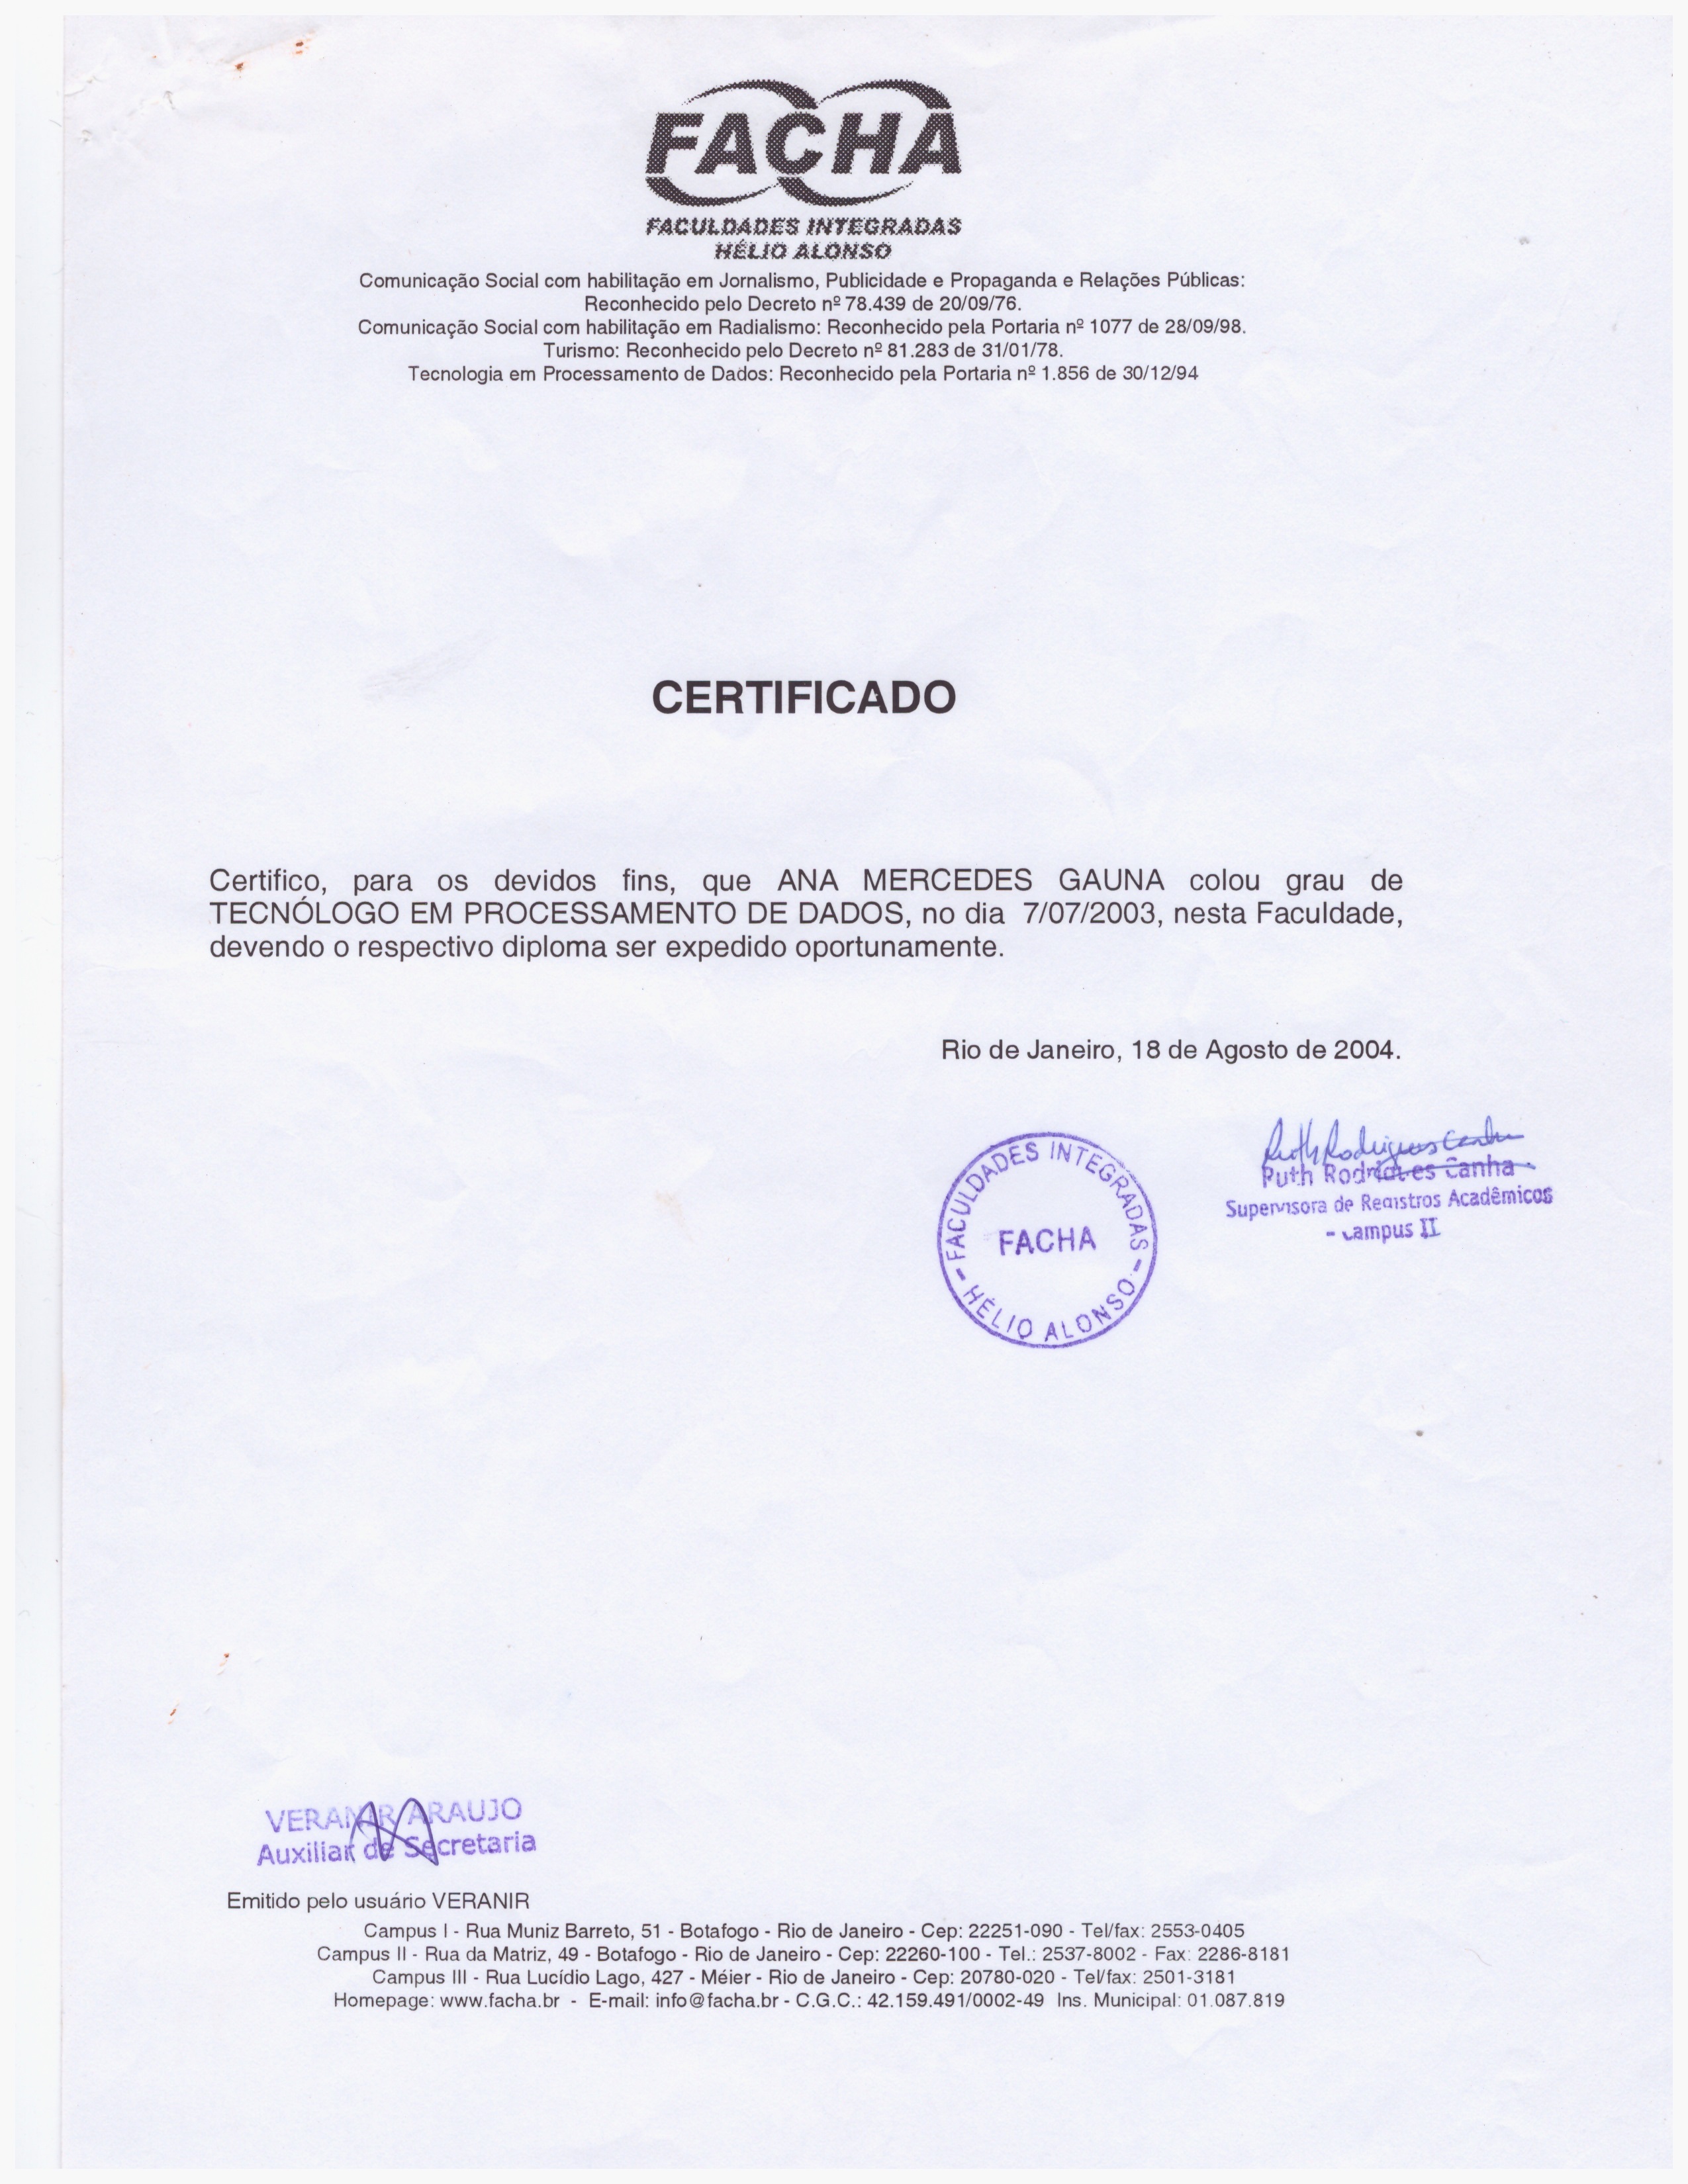 FACHA
FACULDADES INTEGRADAS
HÉLIO ALONSO
Comunicação Social com habilitação em Jornalismo, Publicidade e Propaganda e Relações Públicas:
Reconhecido pelo Decreto nº 78.439 de 20/09/76.
Comunicação Social com habilitação em Radialismo: Reconhecido pela Portaria nº 1077 de 28/09/98.
Turismo: Reconhecido pelo Decreto nº 81.283 de 31/01/78.
Tecnologia em Processamento de Dados: Reconhecido pela Portaria nº 1.856 de 30/12/94
CERTIFICADO
Certifico, para os devidos fins, que ANA MERCEDES GAUNA colou grau de
TECNÓLOGO EM PROCESSAMENTO DE DADOS, no dia 7/07/2003, nesta Faculdade,
devendo o respectivo diploma ser expedido oportunamente.
Rio de Janeiro, 18 de Agosto de 2004.
Ruth Rodrigues Canha
Ruth Rodrigues Canha
Supervisora de Registros Acadêmicos
- Campus II
- FACULDADES INTEGRADAS -
FACHA
HÉLIO ALONSO
VERANIR ARAUJO
Auxiliar de Secretaria
Emitido pelo usuário VERANIR
Campus I - Rua Muniz Barreto, 51 - Botafogo - Rio de Janeiro - Cep: 22251-090 - Tel/fax: 2553-0405
Campus II - Rua da Matriz, 49 - Botafogo - Rio de Janeiro - Cep: 22260-100 - Tel.: 2537-8002 - Fax: 2286-8181
Campus III - Rua Lucídio Lago, 427 - Méier - Rio de Janeiro - Cep: 20780-020 - Tel/fax: 2501-3181
Homepage: www.facha.br - E-mail: info@facha.br - C.G.C.: 42.159.491/0002-49 Ins. Municipal: 01.087.819